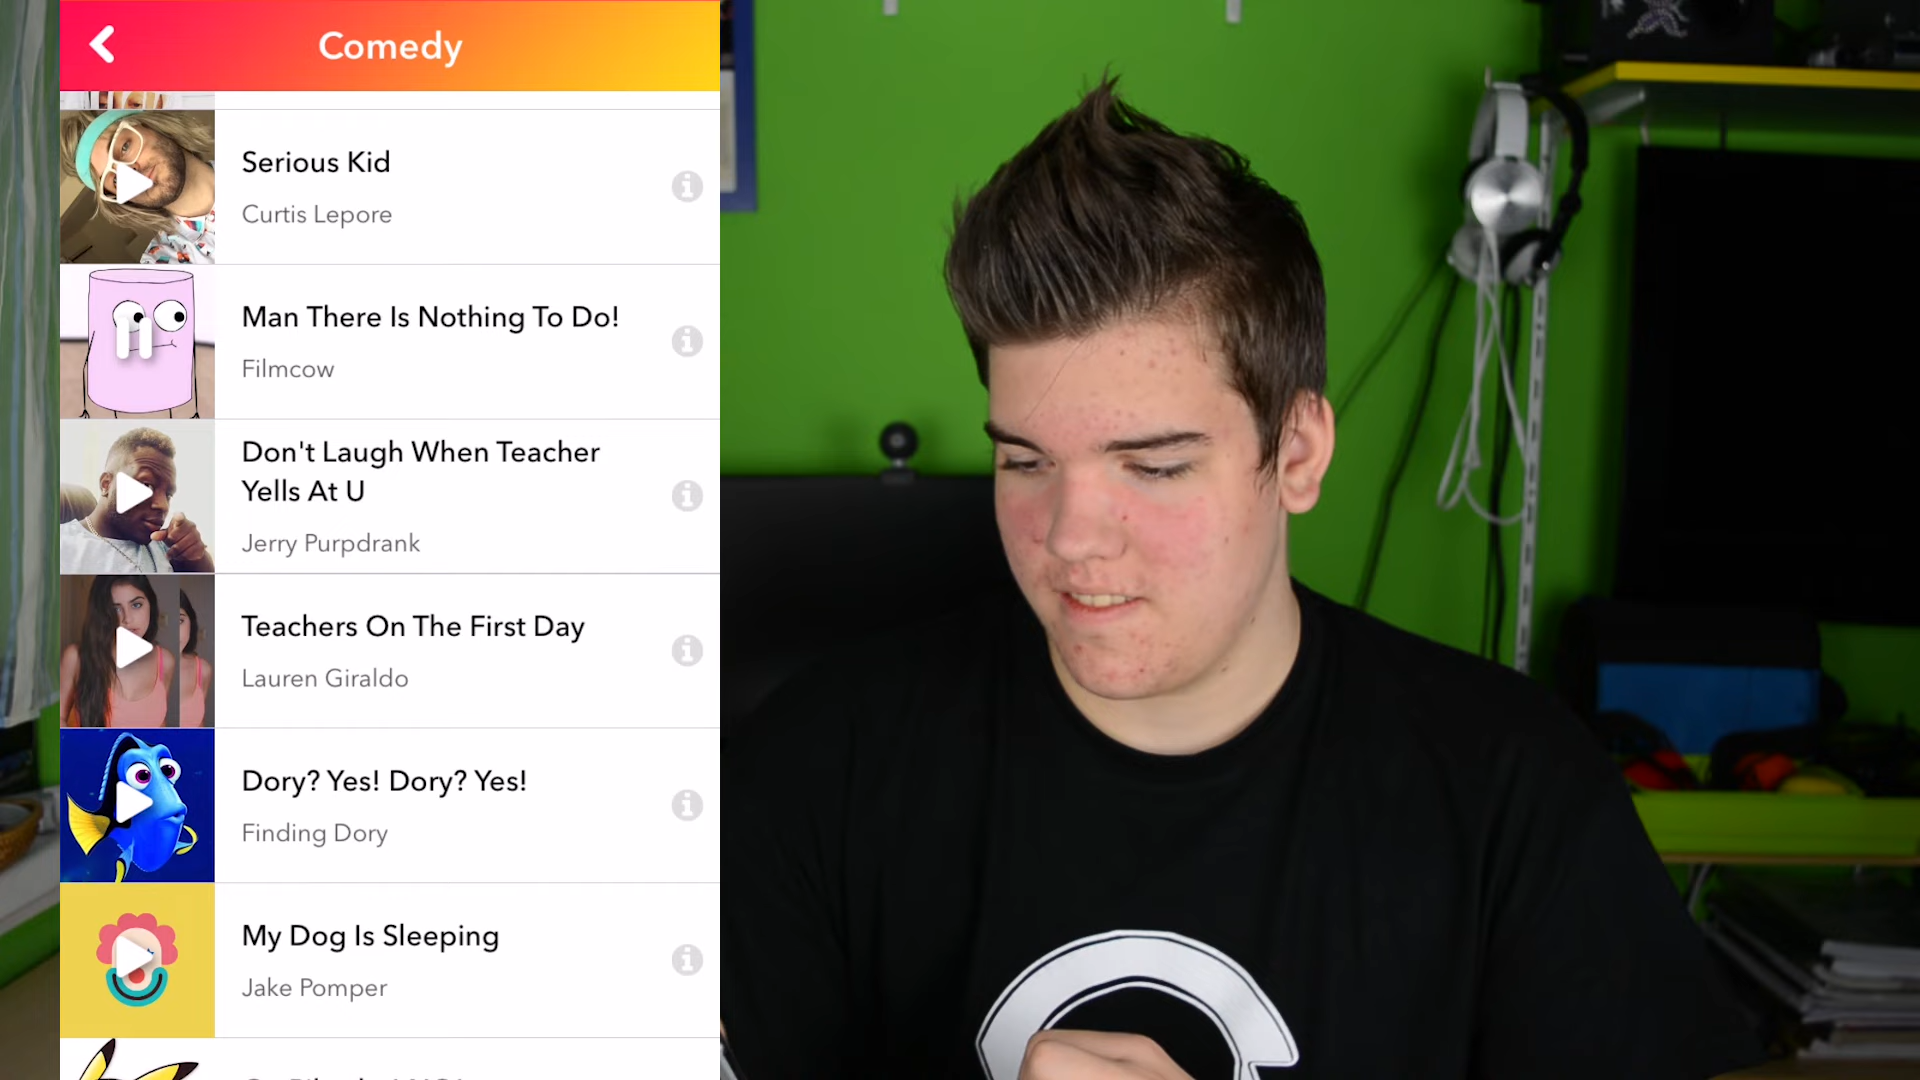 Comedy
Serious Kid
Curtis Lepore
Man There Is Nothing To Do!
Filmcow
Don't Laugh When Teacher
Yells At U
Jerry Purpdrank
Teachers On The First Day
Lauren Giraldo
Dory? Yes! Dory? Yes!
Finding Dory
My Dog Is Sleeping
Jake Pomper